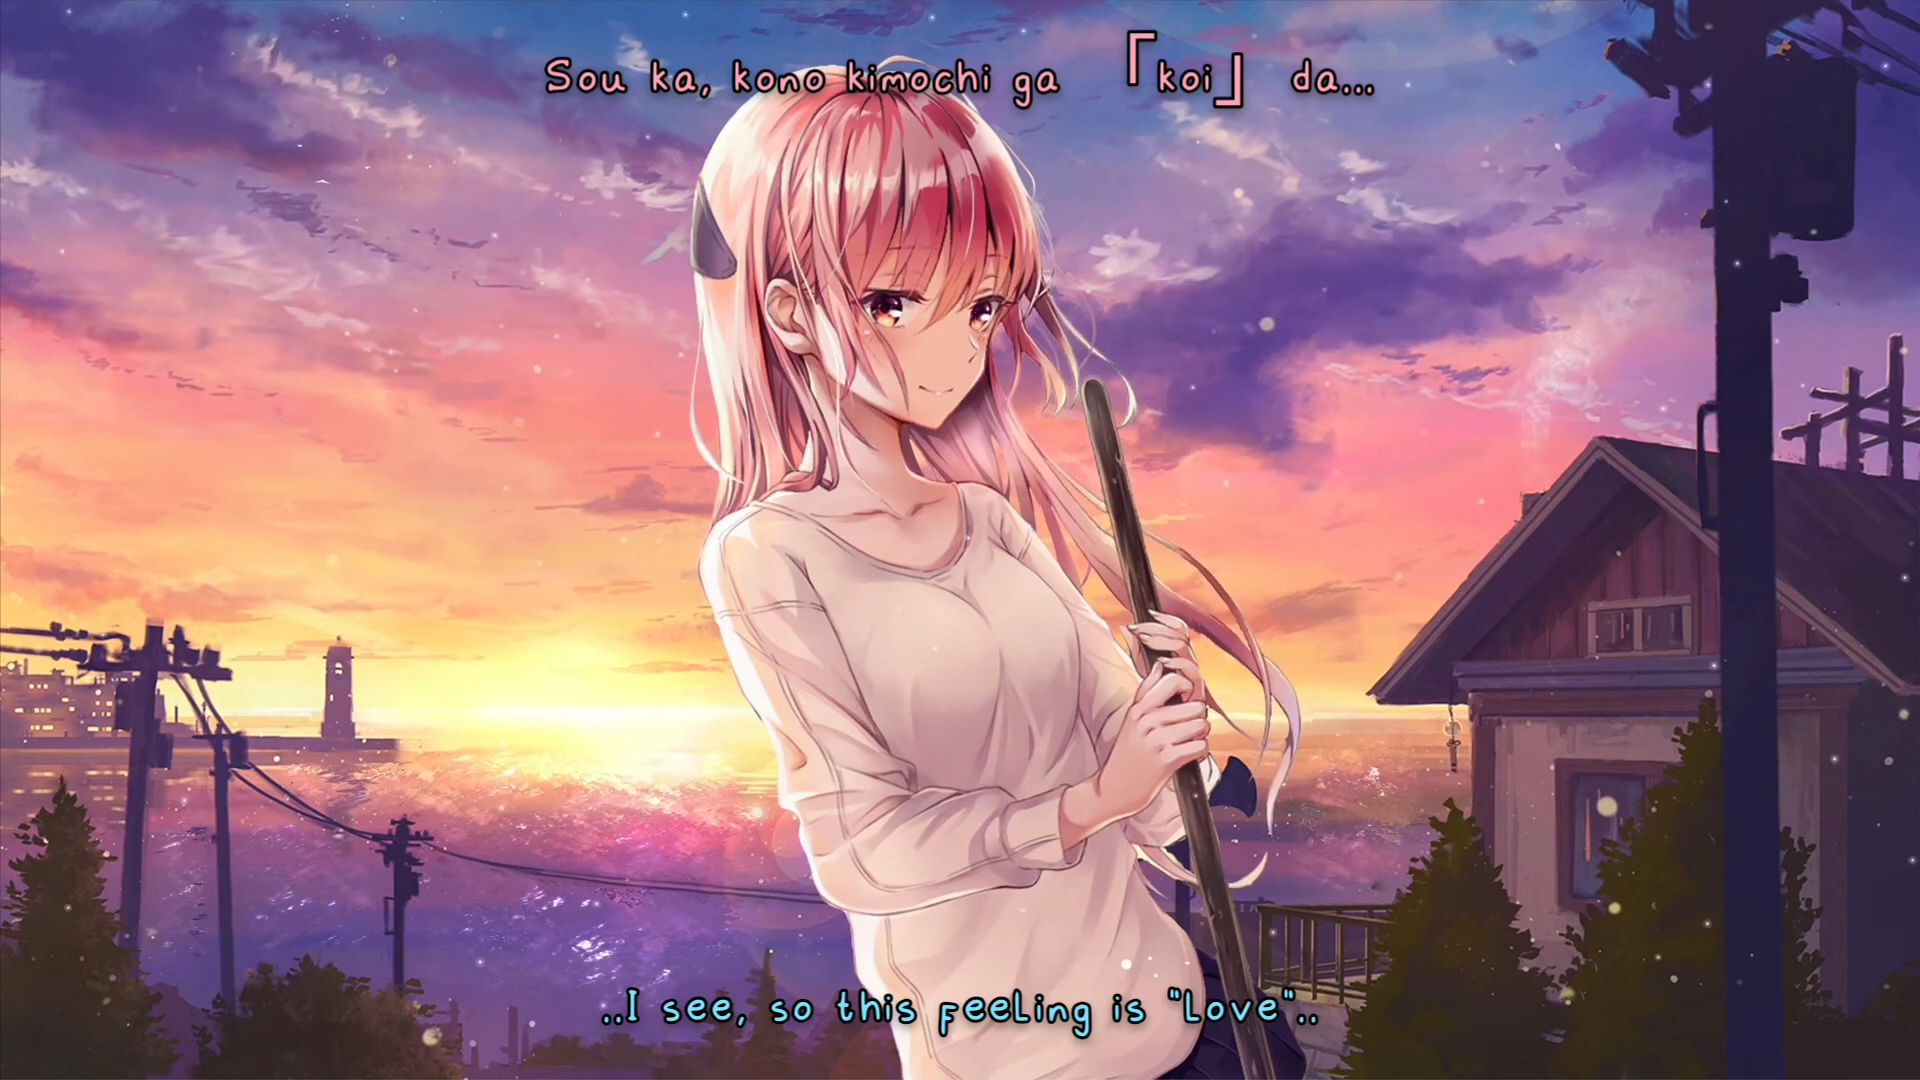 Sou ka, kono kimochi ga 「koi」 da...
..I see, so this feeling is "Love"..